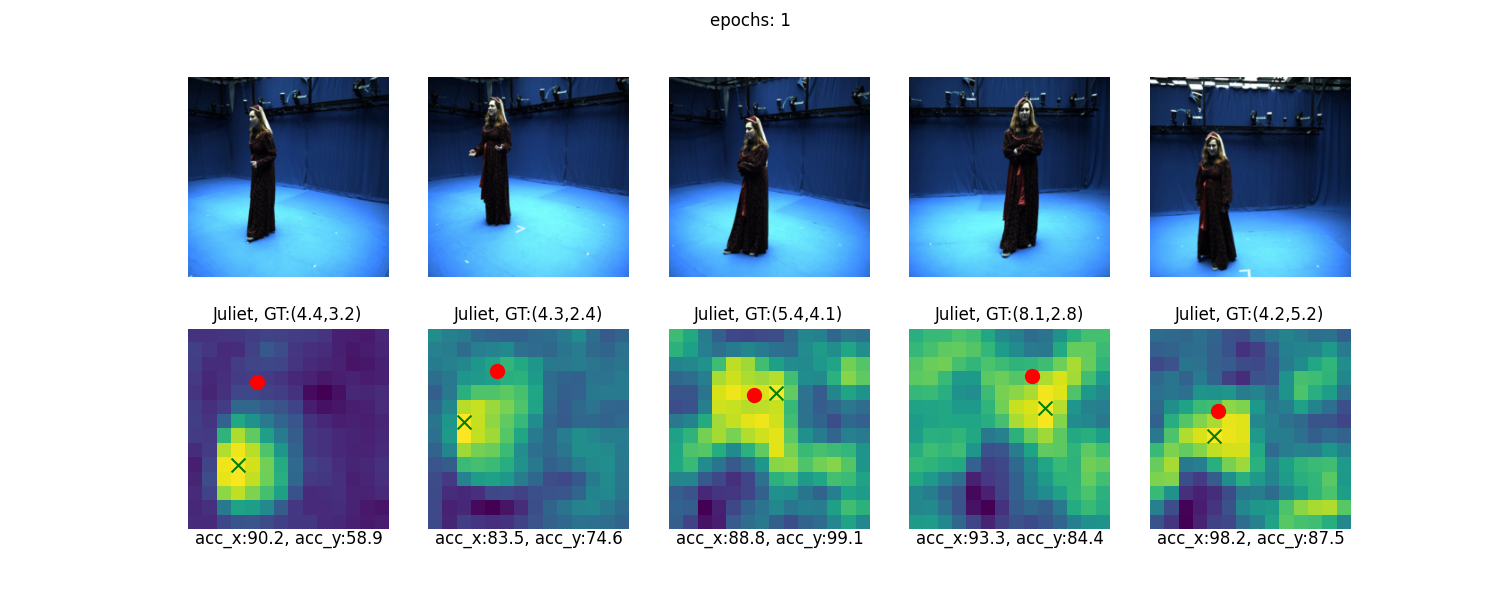 epochs: 1
Juliet, GT:(4.4,3.2)
Juliet, GT:(4.3,2.4)
Juliet, GT:(5.4,4.1)
Juliet, GT:(8.1,2.8)
Juliet, GT:(4.2,5.2)
acc_x:90.2, acc_y:58.9
acc_x:83.5, acc_y:74.6
acc_x:88.8, acc_y:99.1
acc_x:93.3, acc_y:84.4
acc_x:98.2, acc_y:87.5